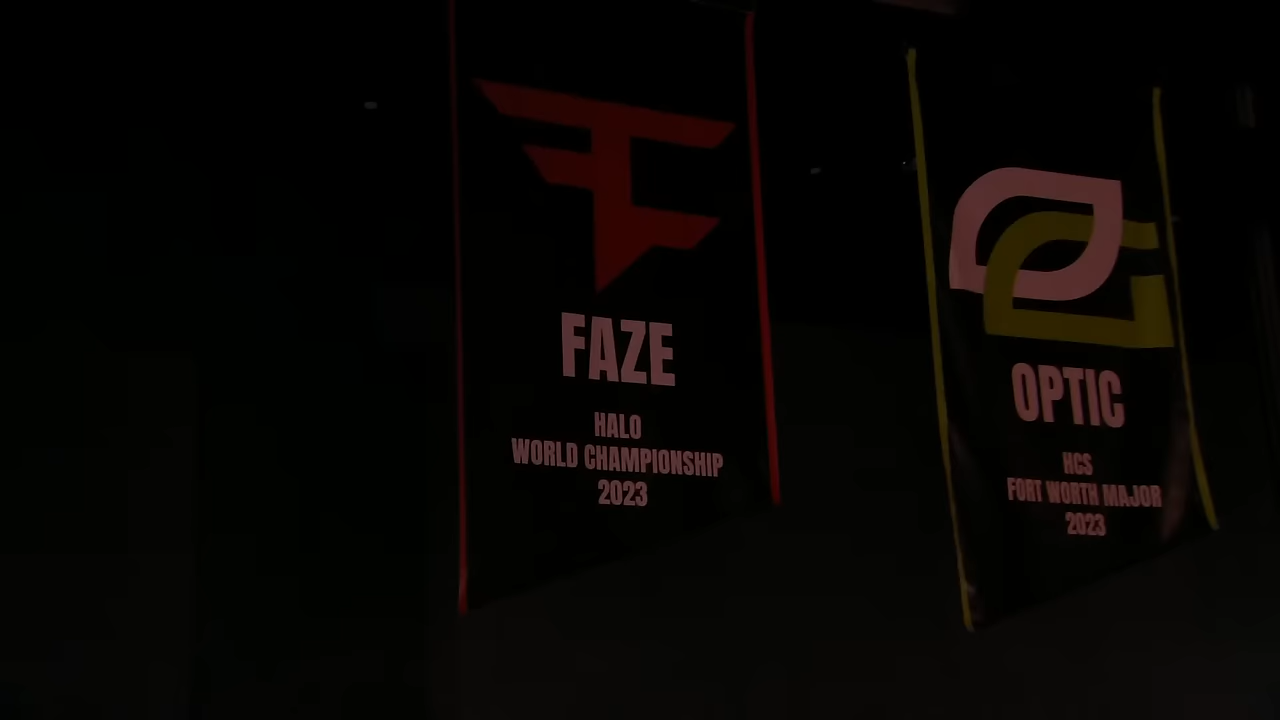 FAZE
HALO
WORLD CHAMPIONSHIP
2023
OPTIC
HCS
FORT WORTH MAJOR
2023